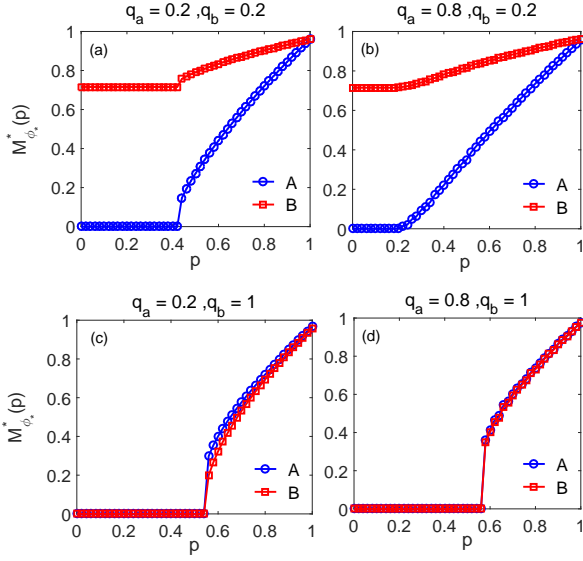 q_a = 0.2 ,q_b = 0.2
q_a = 0.8 ,q_b = 0.2
(a)
(b)
M*_ϕ*(p)
1
0.8
0.6
0.4
0.2
0
1
0.8
0.6
0.4
0.2
0
A
B
A
B
0 0.2 0.4 0.6 0.8 1
0 0.2 0.4 0.6 0.8 1
p
p
q_a = 0.2 ,q_b = 1
q_a = 0.8 ,q_b = 1
(c)
(d)
M*_ϕ*(p)
1
0.8
0.6
0.4
0.2
0
1
0.8
0.6
0.4
0.2
0
A
B
A
B
0 0.2 0.4 0.6 0.8 1
0 0.2 0.4 0.6 0.8 1
p
p